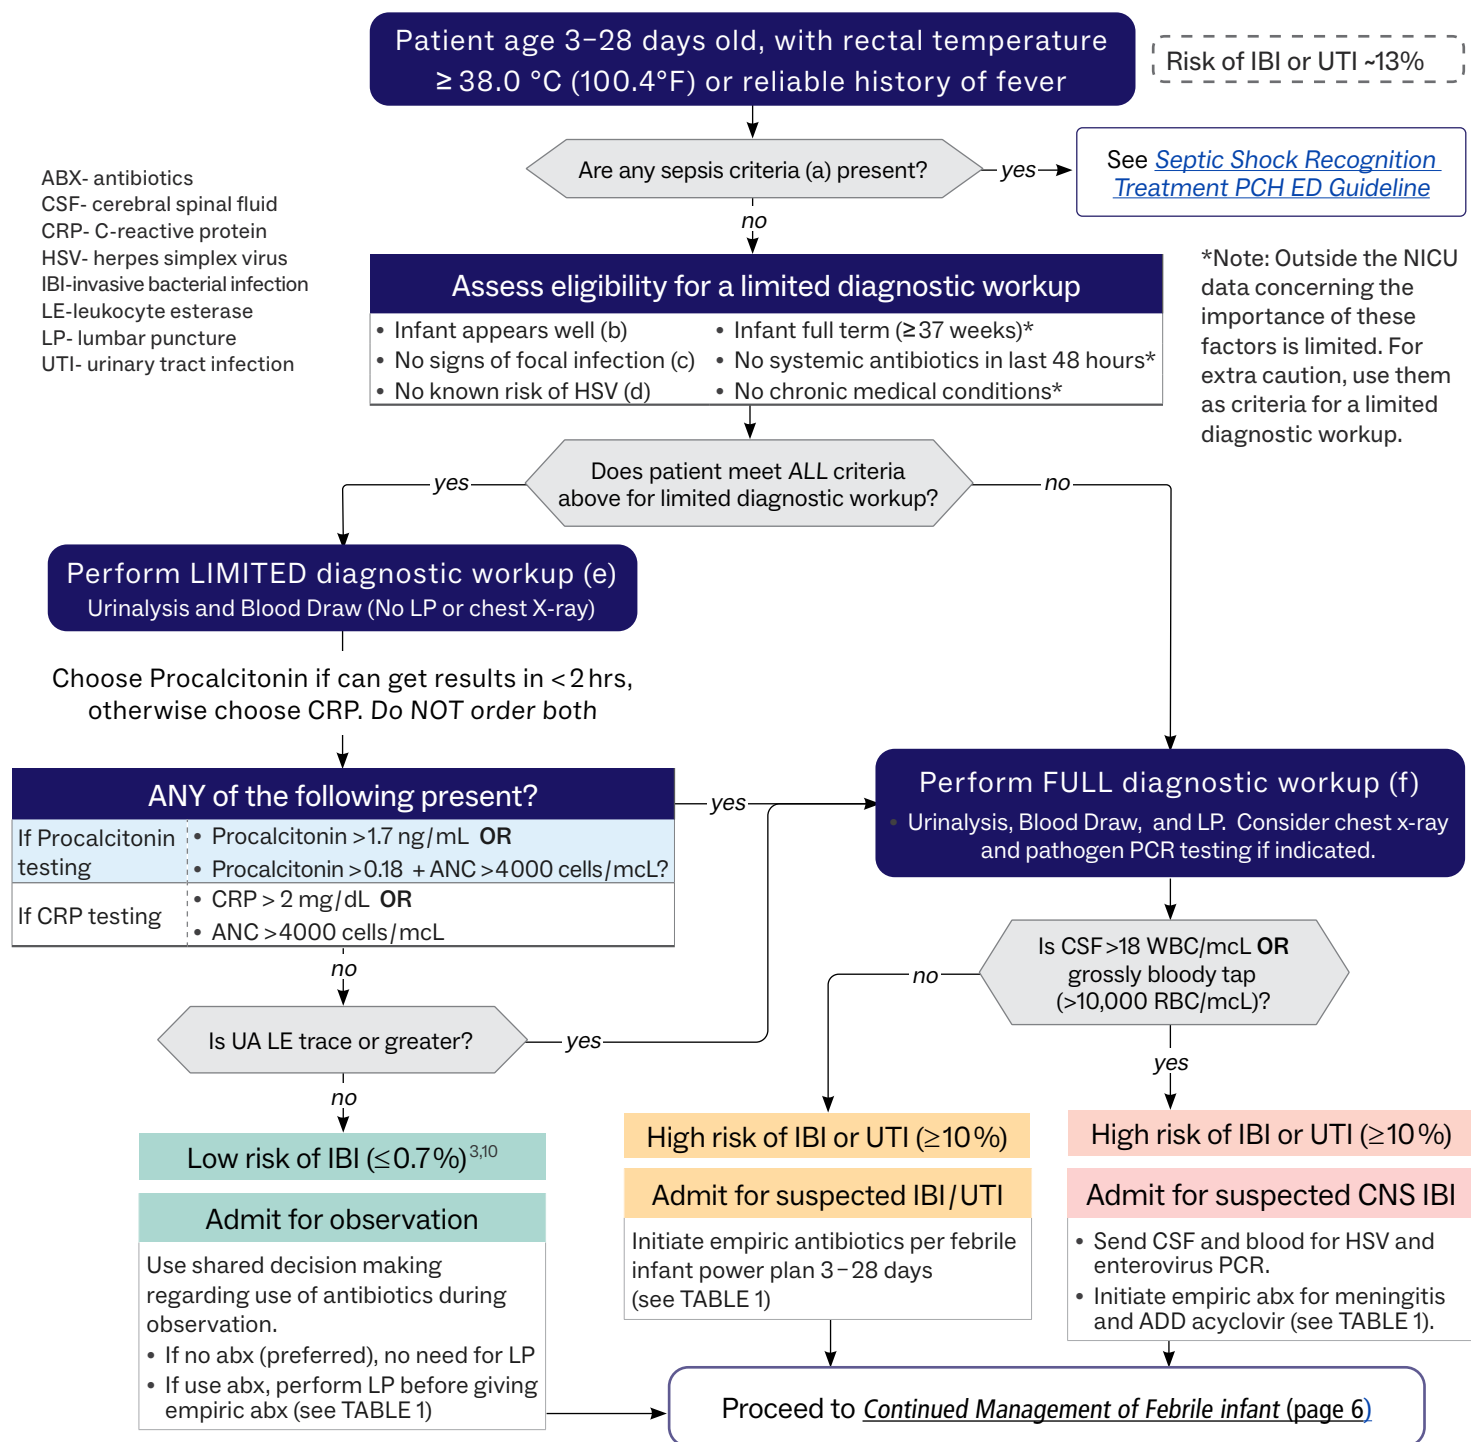 Patient age 3–28 days old, with rectal temperature
≥ 38.0 °C (100.4°F) or reliable history of fever
Risk of IBI or UTI ~13%
Are any sepsis criteria (a) present?
yes
See Septic Shock Recognition
Treatment PCH ED Guideline
ABX- antibiotics
CSF- cerebral spinal fluid
CRP- C-reactive protein
HSV- herpes simplex virus
IBI-invasive bacterial infection
LE-leukocyte esterase
LP- lumbar puncture
UTI- urinary tract infection
no
Assess eligibility for a limited diagnostic workup
• Infant appears well (b)
• No signs of focal infection (c)
• No known risk of HSV (d)
• Infant full term (≥ 37 weeks)*
• No systemic antibiotics in last 48 hours*
• No chronic medical conditions*
*Note: Outside the NICU
data concerning the
importance of these
factors is limited. For
extra caution, use them
as criteria for a limited
diagnostic workup.
Does patient meet ALL criteria
above for limited diagnostic workup?
yes
no
Perform LIMITED diagnostic workup (e)
Urinalysis and Blood Draw (No LP or chest X-ray)
Choose Procalcitonin if can get results in < 2 hrs,
otherwise choose CRP. Do NOT order both
ANY of the following present?
yes
If Procalcitonin
testing
• Procalcitonin >1.7 ng/mL OR
• Procalcitonin >0.18 + ANC >4000 cells/mcL?
If CRP testing
• CRP > 2 mg/dL OR
• ANC >4000 cells/mcL
no
Is UA LE trace or greater?
yes
no
Perform FULL diagnostic workup (f)
• Urinalysis, Blood Draw, and LP. Consider chest x-ray
and pathogen PCR testing if indicated.
Is CSF >18 WBC/mcL OR
grossly bloody tap
(>10,000 RBC/mcL)?
no
yes
Low risk of IBI (≤0.7%)3,10
Admit for observation
Use shared decision making
regarding use of antibiotics during
observation.
• If no abx (preferred), no need for LP
• If use abx, perform LP before giving
empiric abx (see TABLE 1)
High risk of IBI or UTI (≥10%)
Admit for suspected IBI/UTI
Initiate empiric antibiotics per febrile
infant power plan 3–28 days
(see TABLE 1)
High risk of IBI or UTI (≥10%)
Admit for suspected CNS IBI
• Send CSF and blood for HSV and
enterovirus PCR.
• Initiate empiric abx for meningitis
and ADD acyclovir (see TABLE 1).
Proceed to Continued Management of Febrile infant (page 6)